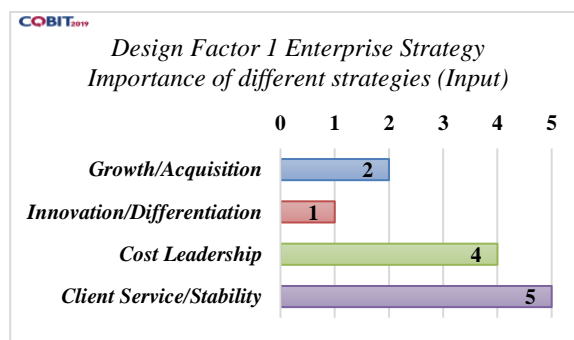 COBIT2019
Design Factor 1 Enterprise Strategy
Importance of different strategies (Input)
0 1 2 3 4 5
Growth/Acquisition 2
Innovation/Differentiation 1
Cost Leadership 4
Client Service/Stability 5